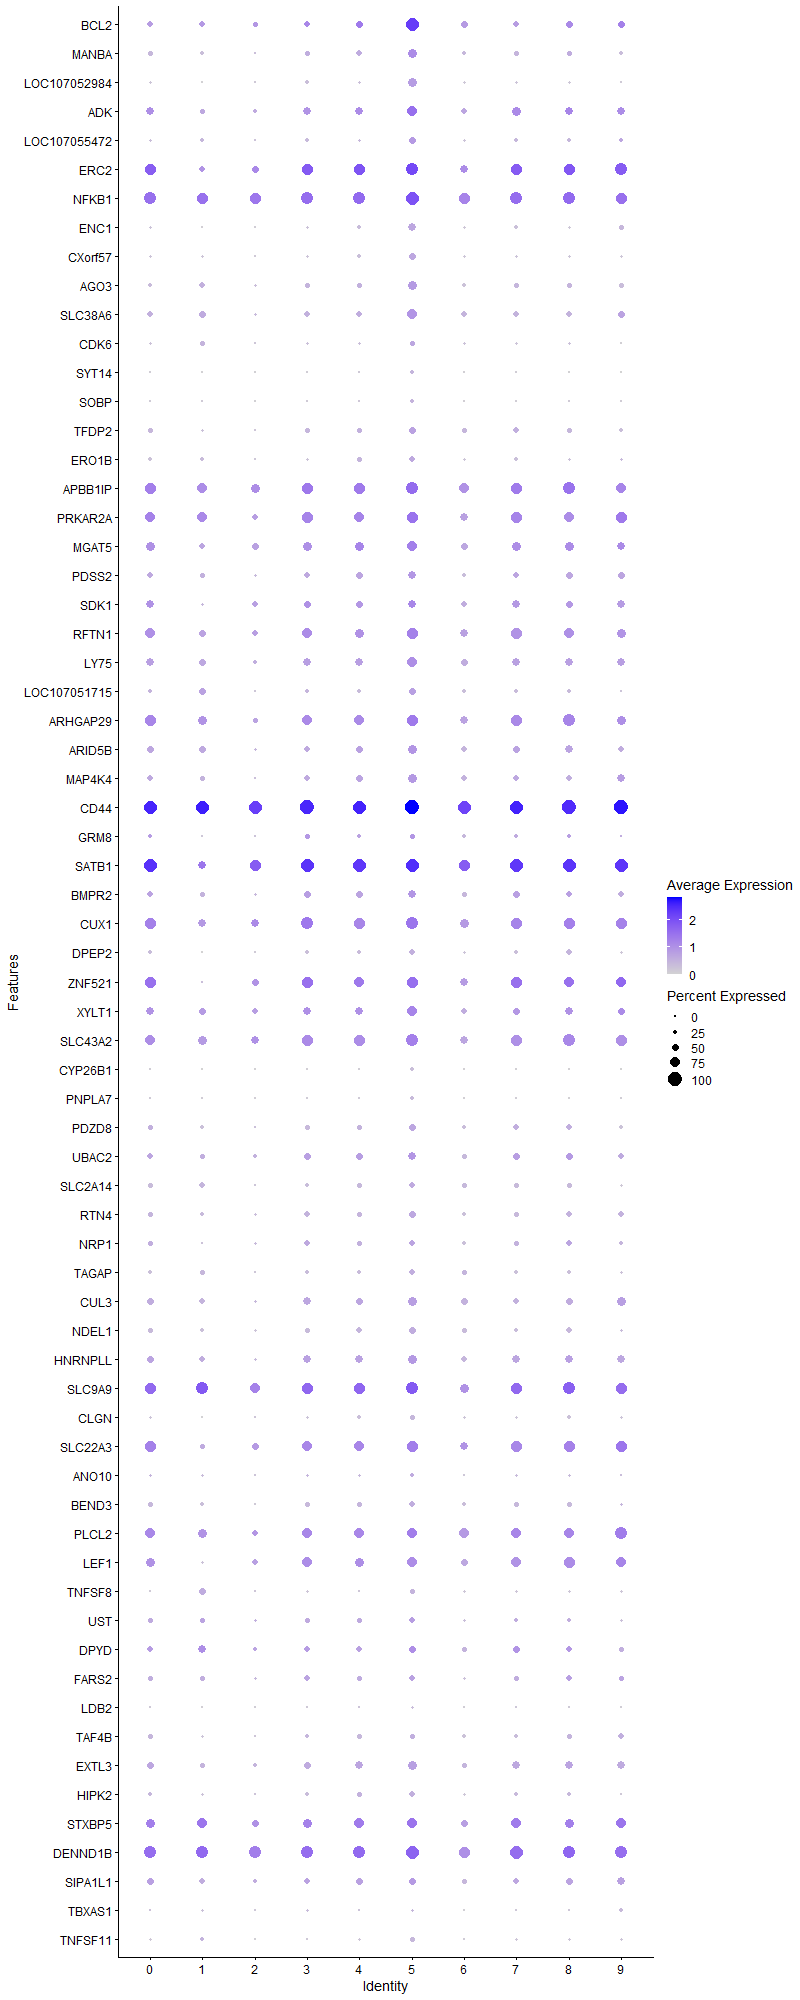 BCL2
MANBA
LOC107052984
ADK
LOC107055472
ERC2
NFKB1
ENC1
CXorf57
AGO3
SLC38A6
CDK6
SYT14
SOBP
TFDP2
ERO1B
APBB1IP
PRKAR2A
MGAT5
PDSS2
SDK1
RFTN1
LY75
LOC107051715
ARHGAP29
ARID5B
MAP4K4
CD44
GRM8
SATB1
BMPR2
CUX1
DPEP2
ZNF521
XYLT1
SLC43A2
CYP26B1
PNPLA7
PDZD8
UBAC2
SLC2A14
RTN4
NRP1
TAGAP
CUL3
NDEL1
HNRNPLL
SLC9A9
CLGN
SLC22A3
ANO10
BEND3
PLCL2
LEF1
TNFSF8
UST
DPYD
FARS2
LDB2
TAF4B
EXTL3
HIPK2
STXBP5
DENND1B
SIPA1L1
TBXAS1
TNFSF11
Features
0 1 2 3 4 5 6 7 8 9
Identity
Average Expression
2
1
0
Percent Expressed
0
25
50
75
100